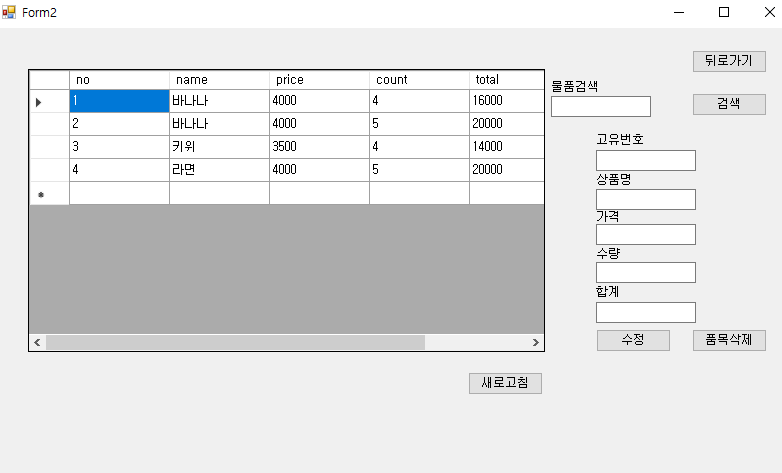 Form2
뒤로가기
no name price count total
1 바나나 4000 4 16000
2 바나나 4000 5 20000
3 키위 3500 4 14000
4 라면 4000 5 20000
물품검색
검색
고유번호
상품명
가격
수량
합계
수정 품목삭제
새로고침